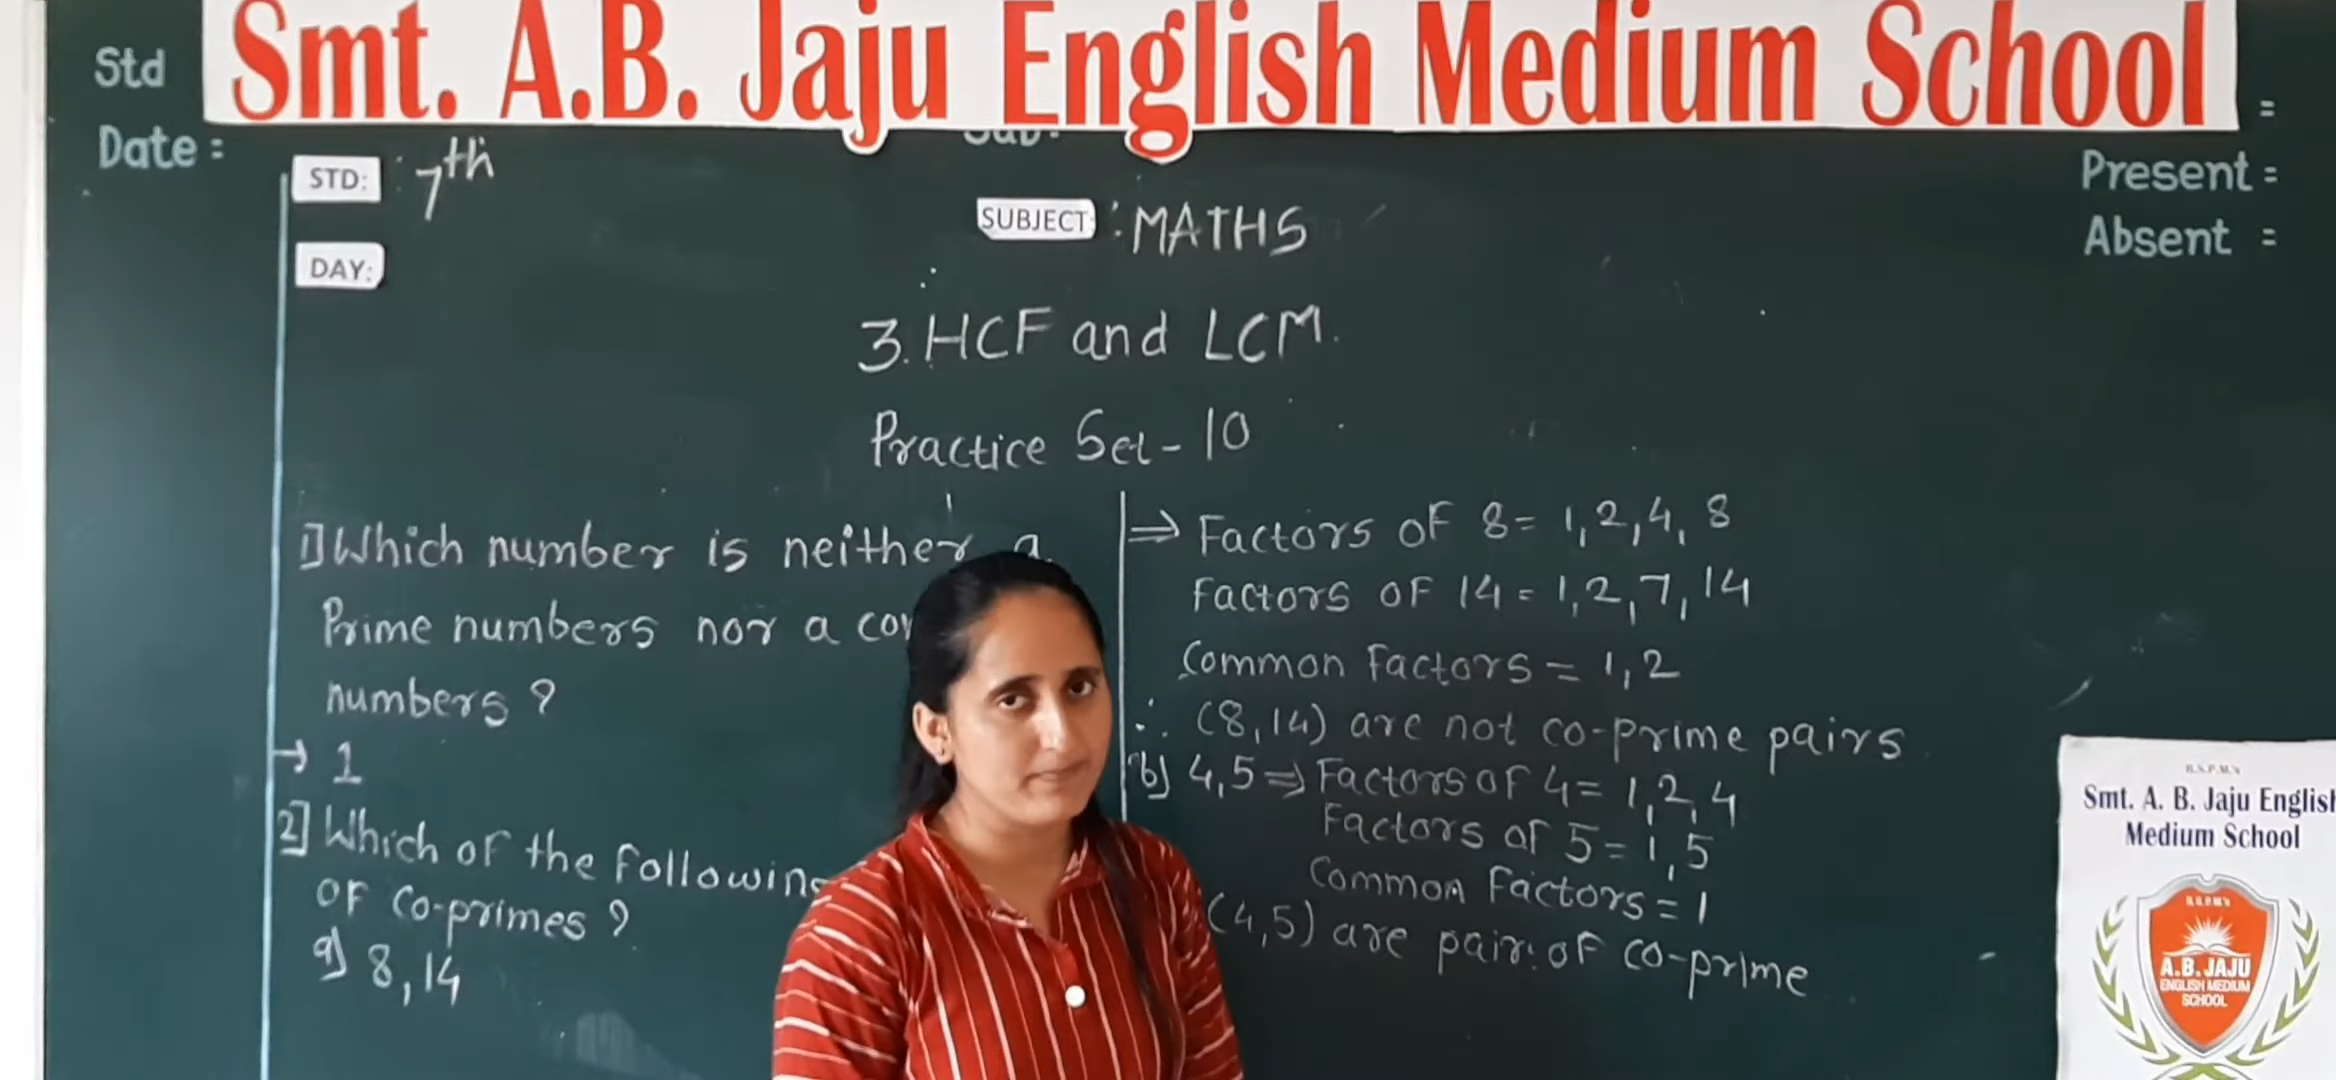 Smt. A.B. Jaju English Medium School
Std
Date :
=
Present =
Absent =
STD: : 7th
SUBJECT : MATHS
DAY:
3. HCF and LCM.
Practice Set - 10
1] Which number is neither a
Prime numbers nor a
numbers ?
→ 1
2] Which of the following
of Co-primes ?
a) 8, 14
⇒ Factors of 8 = 1, 2, 4, 8
Factors of 14 = 1, 2, 7, 14
Common Factors = 1, 2
∴ (8, 14) are not co-prime pairs
b) 4, 5 ⇒ Factors of 4 = 1, 2, 4
Factors of 5 = 1, 5
Common Factors = 1
(4, 5) are pair of co-prime
Smt. A. B. Jaju English
Medium School
A.B. JAJU
ENGLISH MEDIUM
SCHOOL